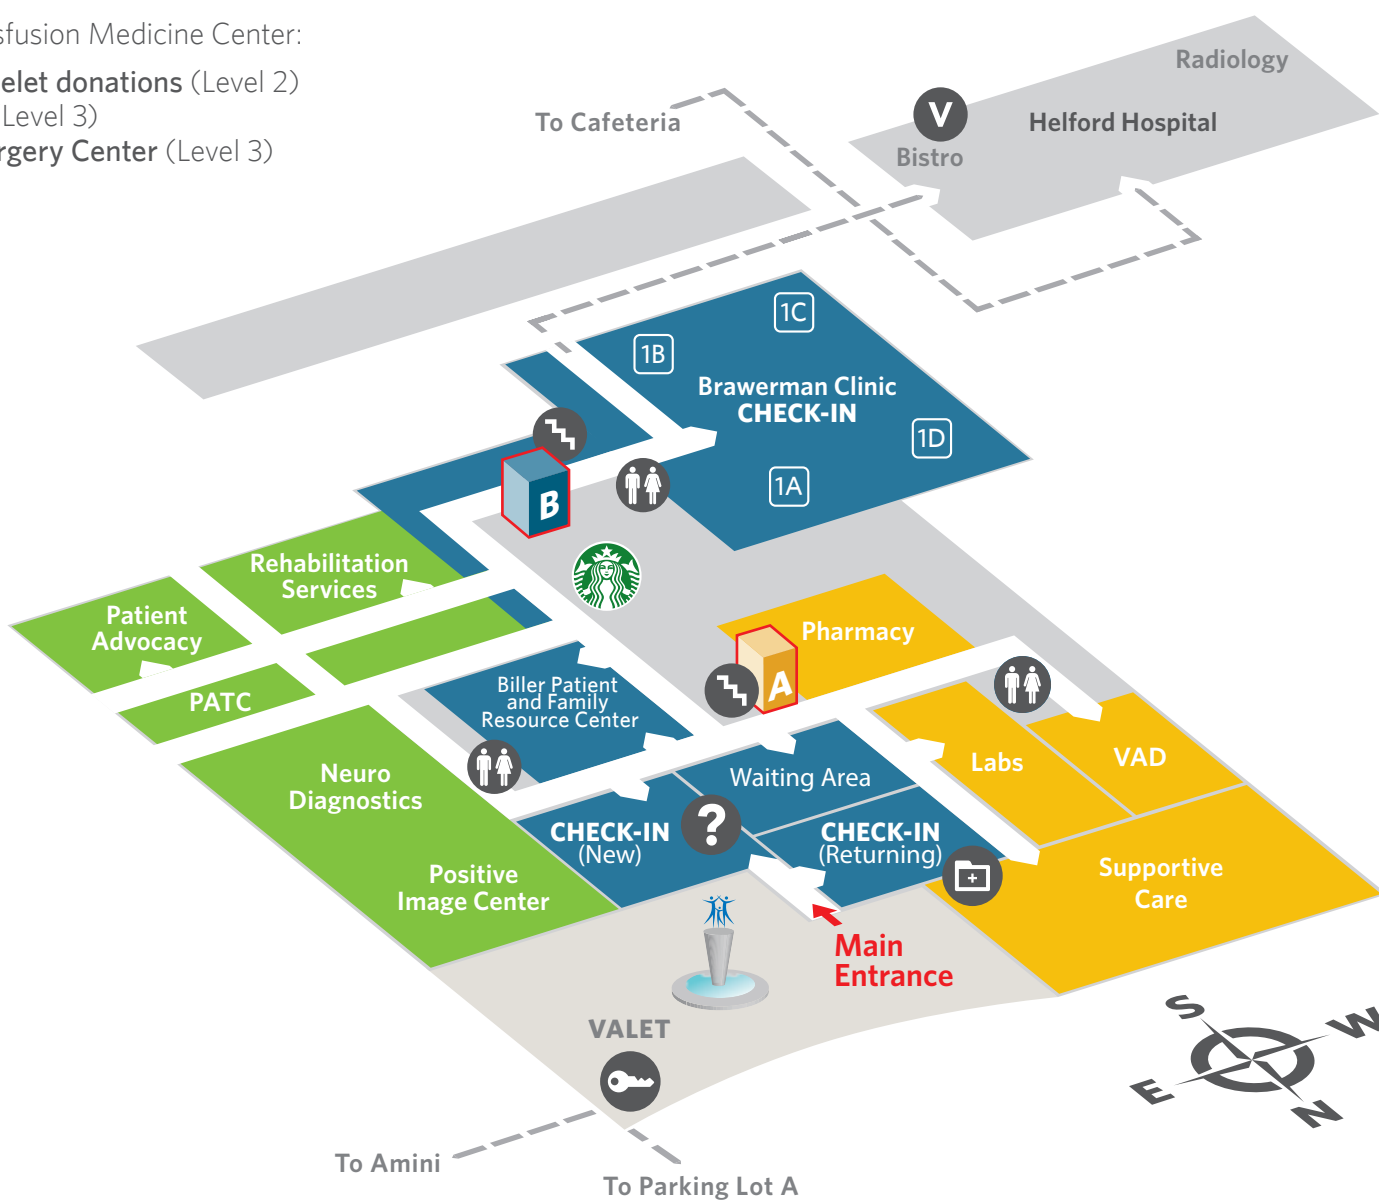 sfusion Medicine Center:
elet donations (Level 2)
Level 3)
rgery Center (Level 3)
Radiology
To Cafeteria
V
Helford Hospital
Bistro
1C
1B
Brawerman Clinic
CHECK-IN
1D
1A
B
Rehabilitation
Services
Patient
Advocacy
Pharmacy
A
PATC
Biller Patient
and Family
Resource Center
Neuro
Diagnostics
Waiting Area
Labs
VAD
CHECK-IN
(New)
?
CHECK-IN
(Returning)
Positive
Image Center
Supportive
Care
Main
Entrance
VALET
S
W
E
N
To Amini
To Parking Lot A